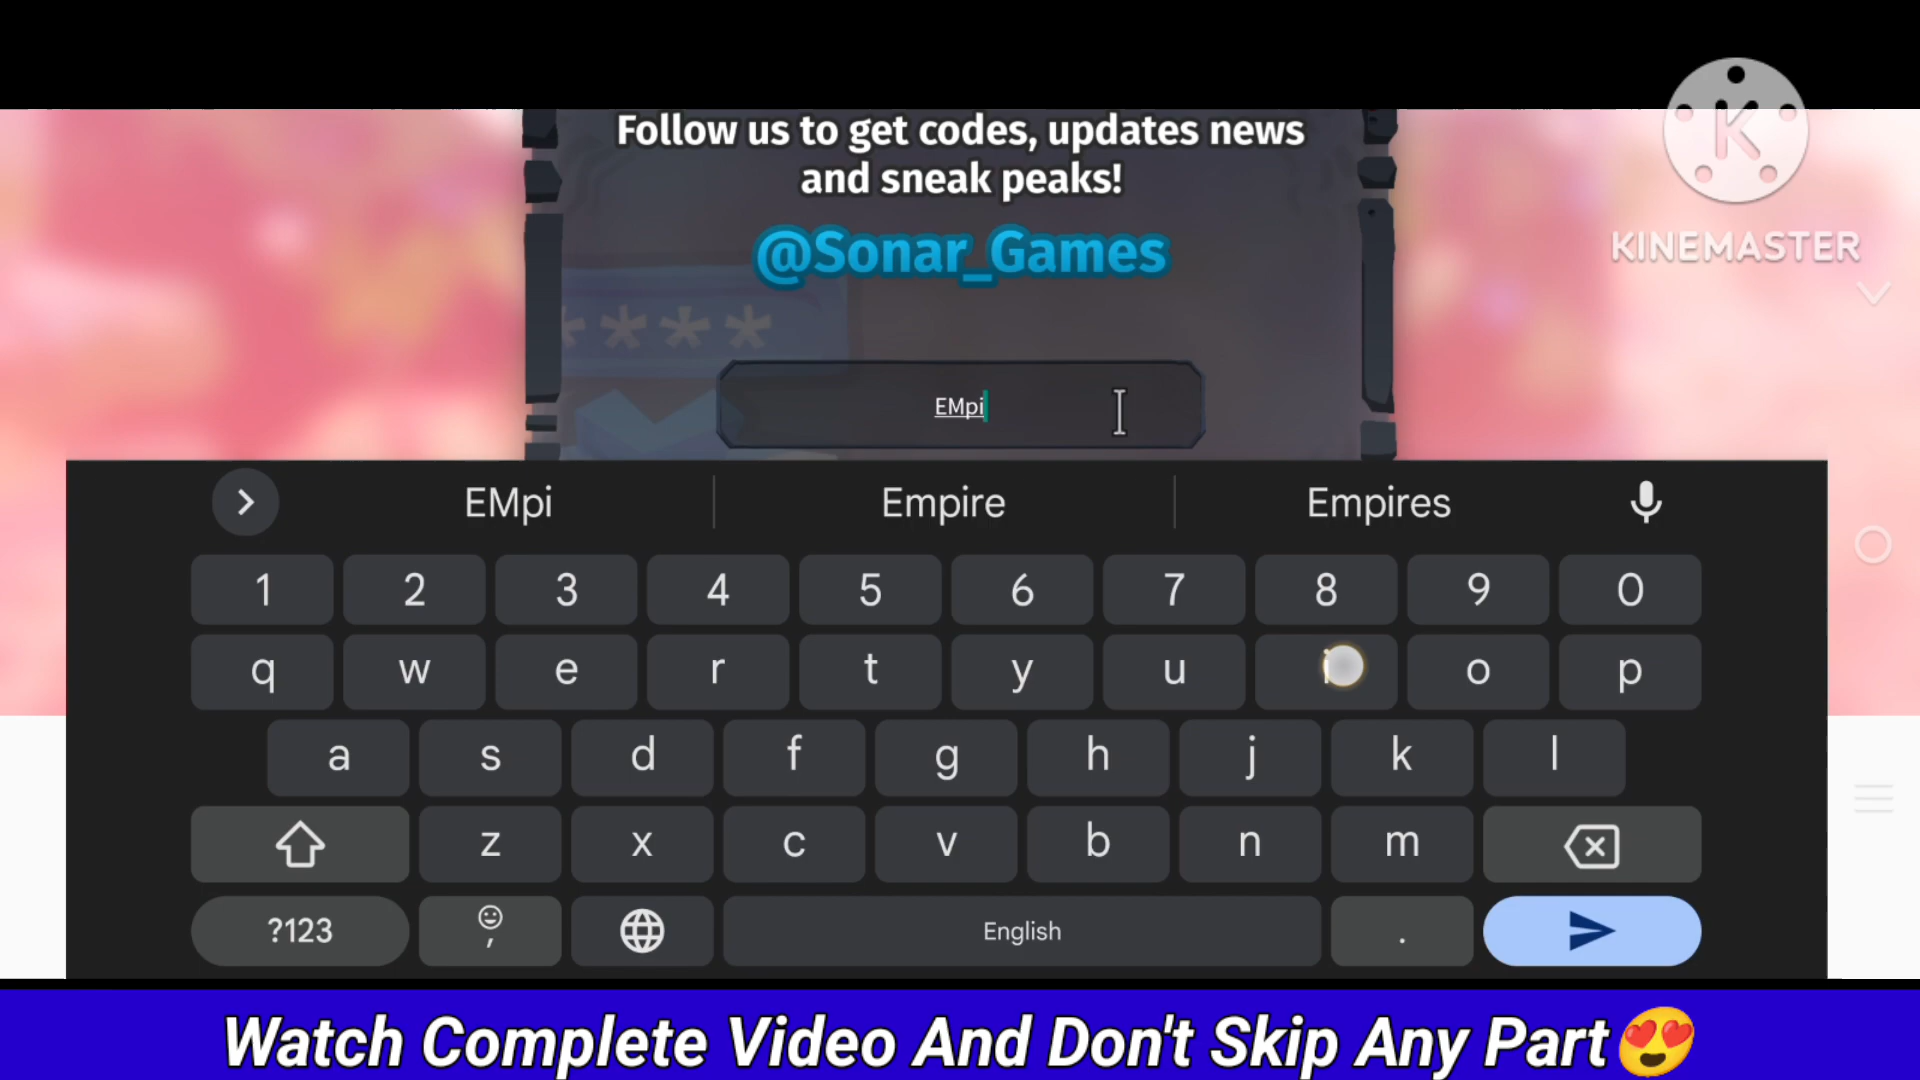 Follow us to get codes, updates news
and sneak peaks!
@Sonar_Games
****
EMpi
KINEMASTER
EMpi Empire Empires
1 2 3 4 5 6 7 8 9 0
q w e r t y u i o p
a s d f g h j k l
z x c v b n m
?123 , English .
Watch Complete Video And Don't Skip Any Part😍